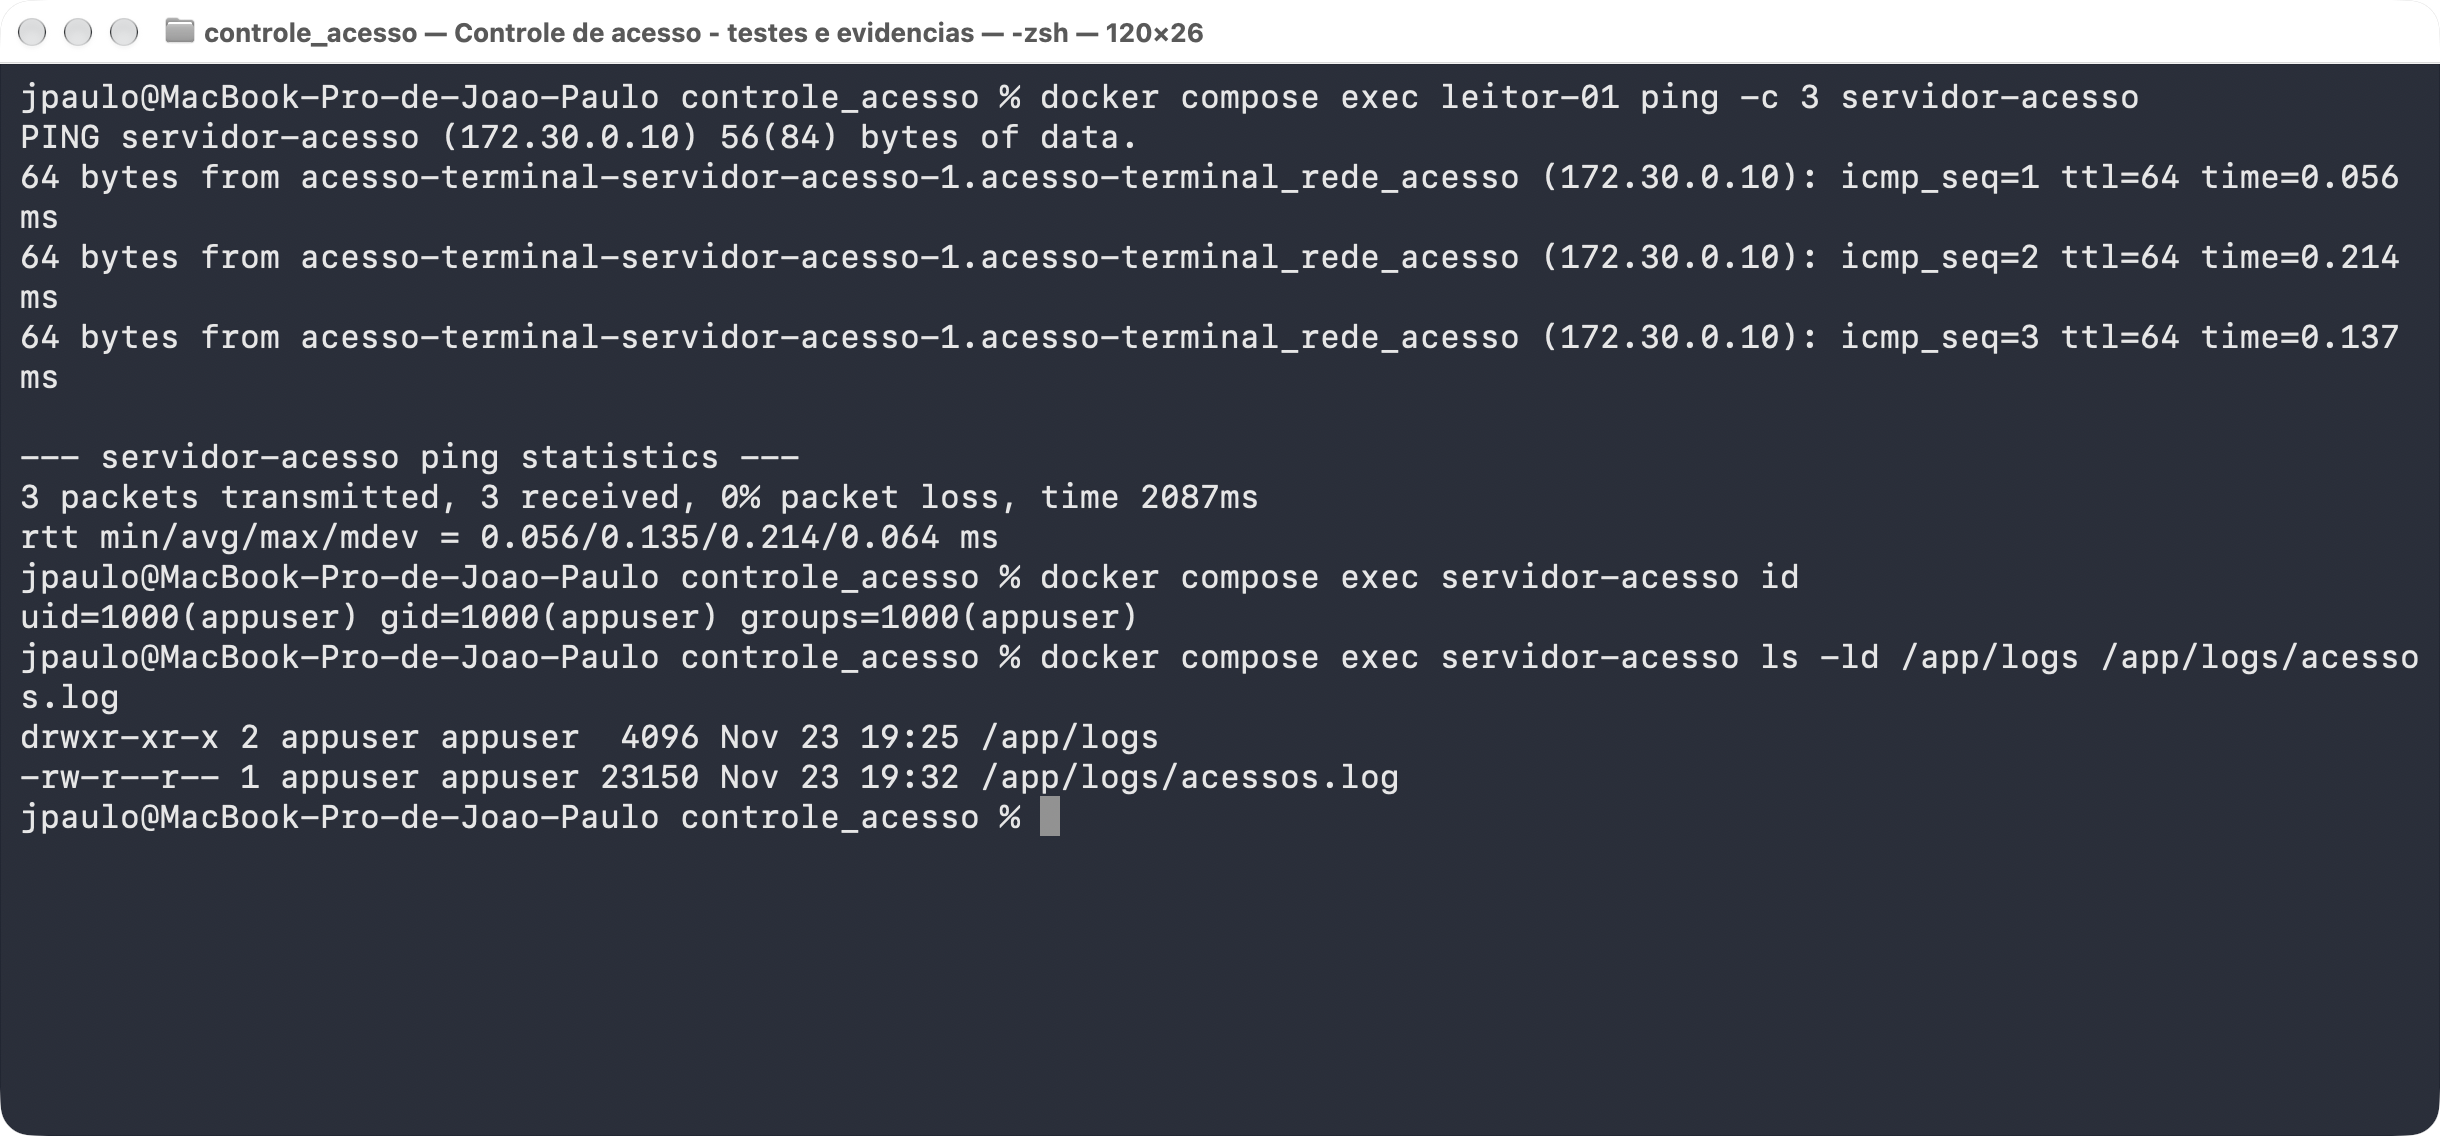 controle_acesso — Controle de acesso - testes e evidencias — -zsh — 120×26
jpaulo@MacBook-Pro-de-Joao-Paulo controle_acesso % docker compose exec leitor-01 ping -c 3 servidor-acesso
PING servidor-acesso (172.30.0.10) 56(84) bytes of data.
64 bytes from acesso-terminal-servidor-acesso-1.acesso-terminal_rede_acesso (172.30.0.10): icmp_seq=1 ttl=64 time=0.056
ms
64 bytes from acesso-terminal-servidor-acesso-1.acesso-terminal_rede_acesso (172.30.0.10): icmp_seq=2 ttl=64 time=0.214
ms
64 bytes from acesso-terminal-servidor-acesso-1.acesso-terminal_rede_acesso (172.30.0.10): icmp_seq=3 ttl=64 time=0.137
ms
--- servidor-acesso ping statistics ---
3 packets transmitted, 3 received, 0% packet loss, time 2087ms
rtt min/avg/max/mdev = 0.056/0.135/0.214/0.064 ms
jpaulo@MacBook-Pro-de-Joao-Paulo controle_acesso % docker compose exec servidor-acesso id
uid=1000(appuser) gid=1000(appuser) groups=1000(appuser)
jpaulo@MacBook-Pro-de-Joao-Paulo controle_acesso % docker compose exec servidor-acesso ls -ld /app/logs /app/logs/acesso
s.log
drwxr-xr-x 2 appuser appuser  4096 Nov 23 19:25 /app/logs
-rw-r--r-- 1 appuser appuser 23150 Nov 23 19:32 /app/logs/acessos.log
jpaulo@MacBook-Pro-de-Joao-Paulo controle_acesso %